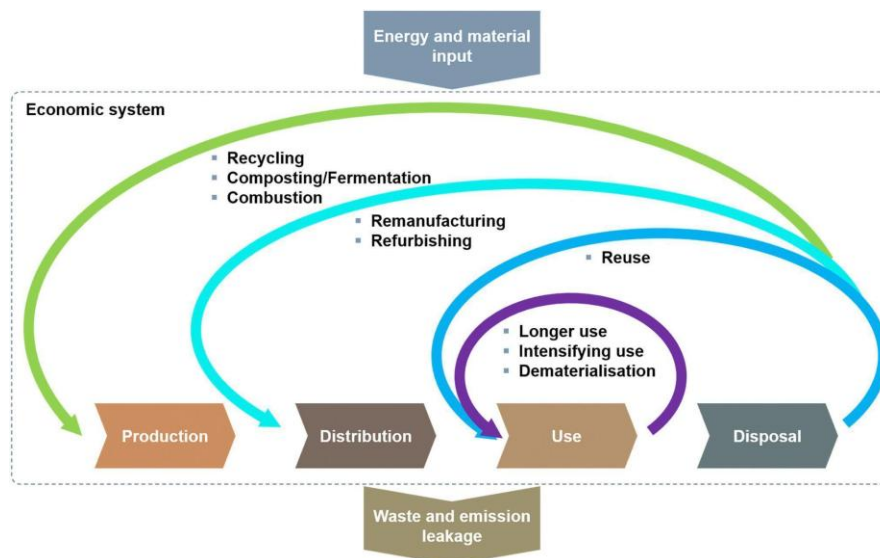 Energy and material
input
Economic system
▪ Recycling
▪ Composting/Fermentation
▪ Combustion
▪ Remanufacturing
▪ Refurbishing
▪ Reuse
▪ Longer use
▪ Intensifying use
▪ Dematerialisation
Production
Distribution
Use
Disposal
Waste and emission
leakage